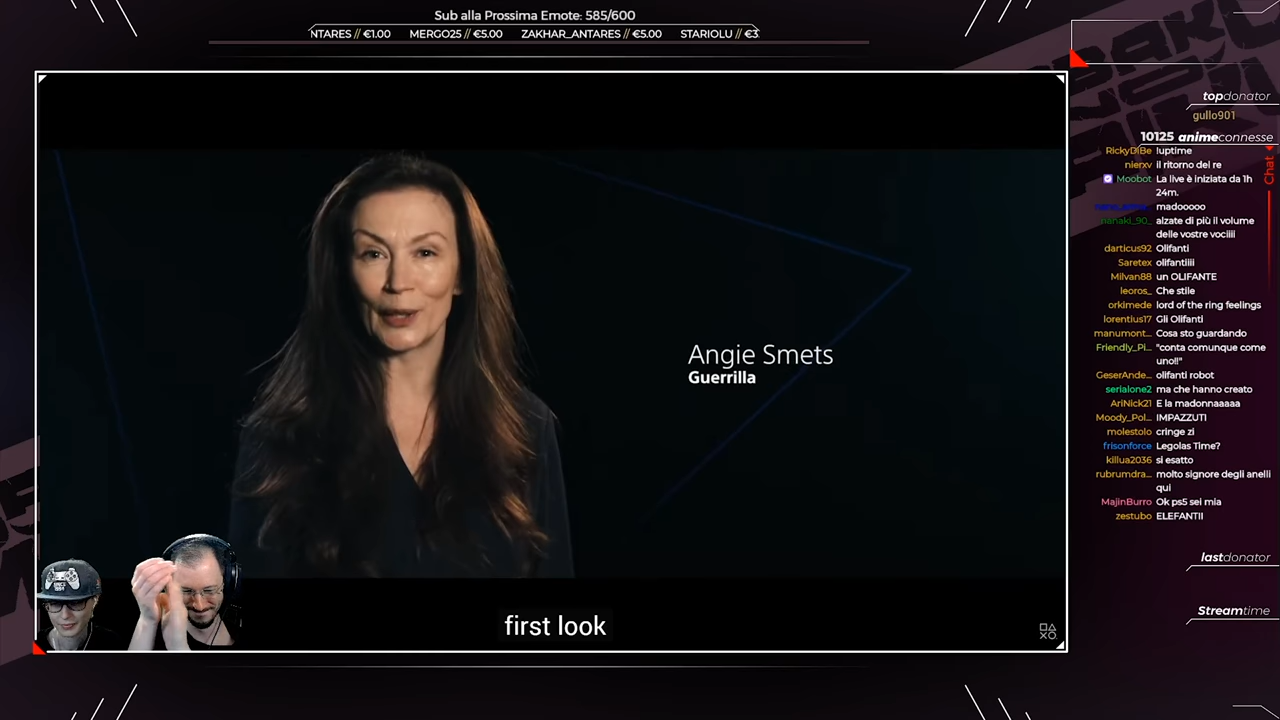 Sub alla Prossima Emote: 585/600
NTARES // €1.00 MERGO25 // €5.00 ZAKHAR_ANTARES // €5.00 STARIOLU // €3
topdonator
gullo901
10125 animeconnesse
Chat
RickyDiBe !uptime
nierxv il ritorno del re
Moobot La live è iniziata da 1h
24m.
madooooo
nanaki_90_ alzate di più il volume
delle vostre vociiii
darticus92 Olifanti
Saretex olifantiiii
Milvan88 un OLIFANTE
leoros_ Che stile
orkimede lord of the ring feelings
lorentius17 Gli Olifanti
manumont... Cosa sto guardando
Friendly_Pi... "conta comunque come
uno!!"
GeserAnde... olifanti robot
serialone2 ma che hanno creato
AriNick21 E la madonnaaaaa
Moody_Pol... IMPAZZUTI
molestolo cringe zi
frisonforce Legolas Time?
killua2036 si esatto
rubrumdra... molto signore degli anelli
qui
MajinBurro Ok ps5 sei mia
zestubo ELEFANTII
Angie Smets
Guerrilla
first look
lastdonator
Streamtime